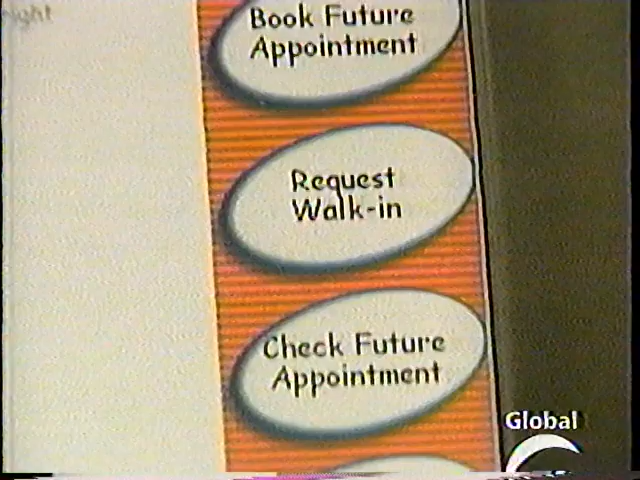 Book Future
Appointment
Request
Walk-in
Check Future
Appointment
Global